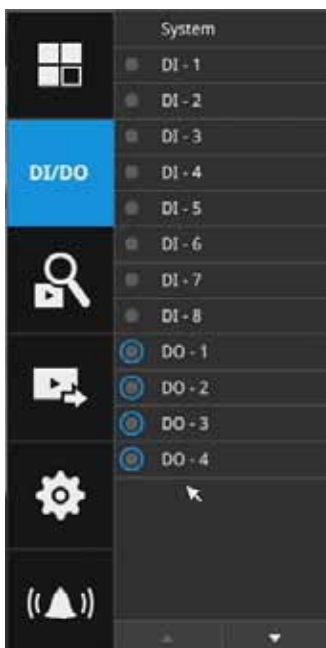 System
DI - 1
DI - 2
DI - 3
DI/DO
DI - 4
DI - 5
DI - 6
DI - 7
DI - 8
DO - 1
DO - 2
DO - 3
DO - 4